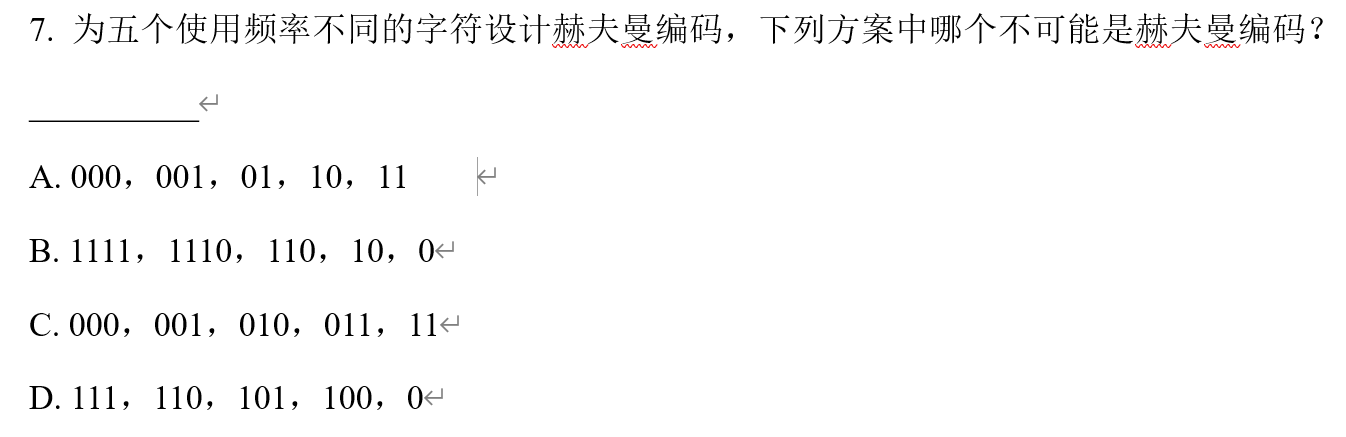 7. 为五个使用频率不同的字符设计赫夫曼编码，下列方案中哪个不可能是赫夫曼编码？
__________↵
A. 000，001，01，10，11 ↵
B. 1111，1110，110，10，0↵
C. 000，001，010，011，11↵
D. 111，110，101，100，0↵